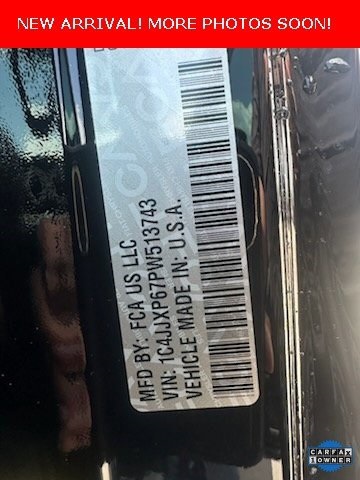 NEW ARRIVAL! MORE PHOTOS SOON!
MFD BY: FCA US LLC
VIN: 1C4JJXP67PW513743
VEHICLE MADE IN: U.S.A.
CARFAX
1 OWNER